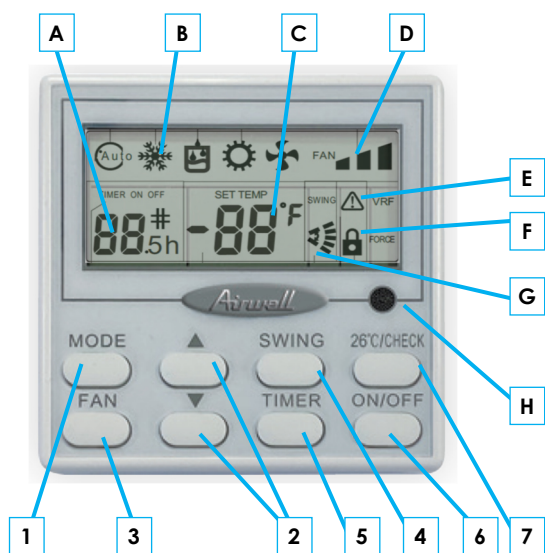 A B C D
Auto FAN
TIMER ON OFF SET TEMP SWING VRF E
88.5h # -88°F FORCE F
G
Airwell
MODE ▲ SWING 26°C/CHECK
H
FAN ▼ TIMER ON/OFF
1 3 2 5 4 6 7